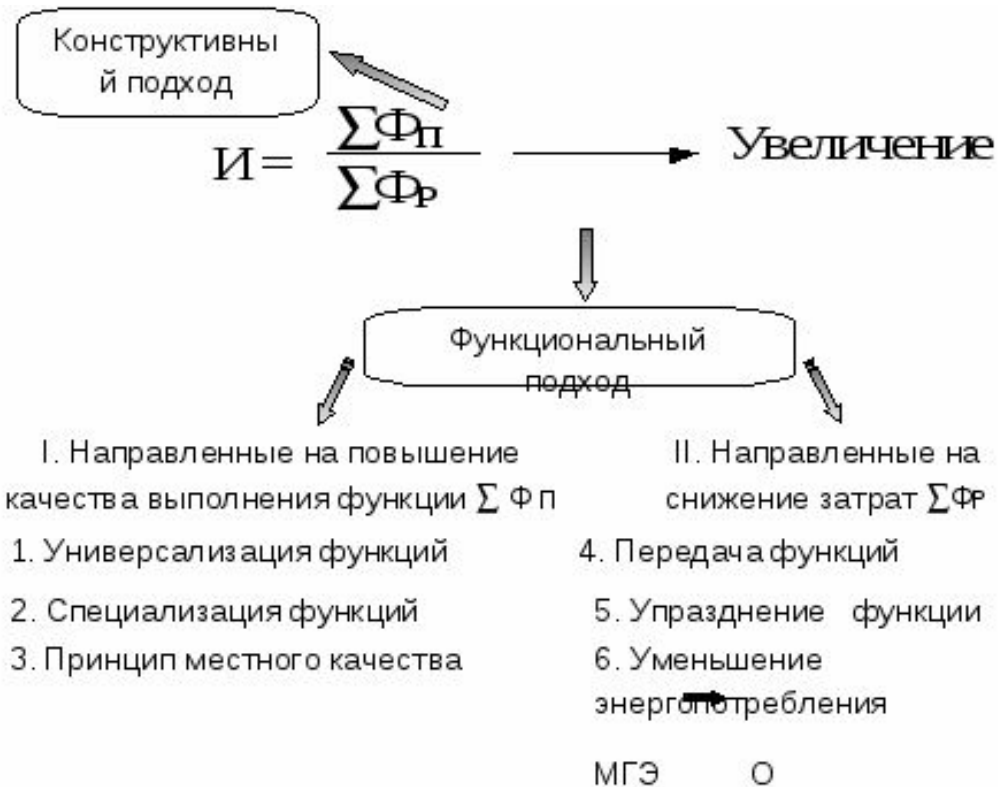 Конструктивны
й подход
И = ∑Фп
∑Фр
Увеличение
Функциональный
подход
I. Направленные на повышение
качества выполнения функции ∑ Ф п
1. Универсализация функций
2. Специализация функций
3. Принцип местного качества
II. Направленные на
снижение затрат ∑Фр
4. Передача функций
5. Упразднение функции
6. Уменьшение
энергопотребления
МГЭ О